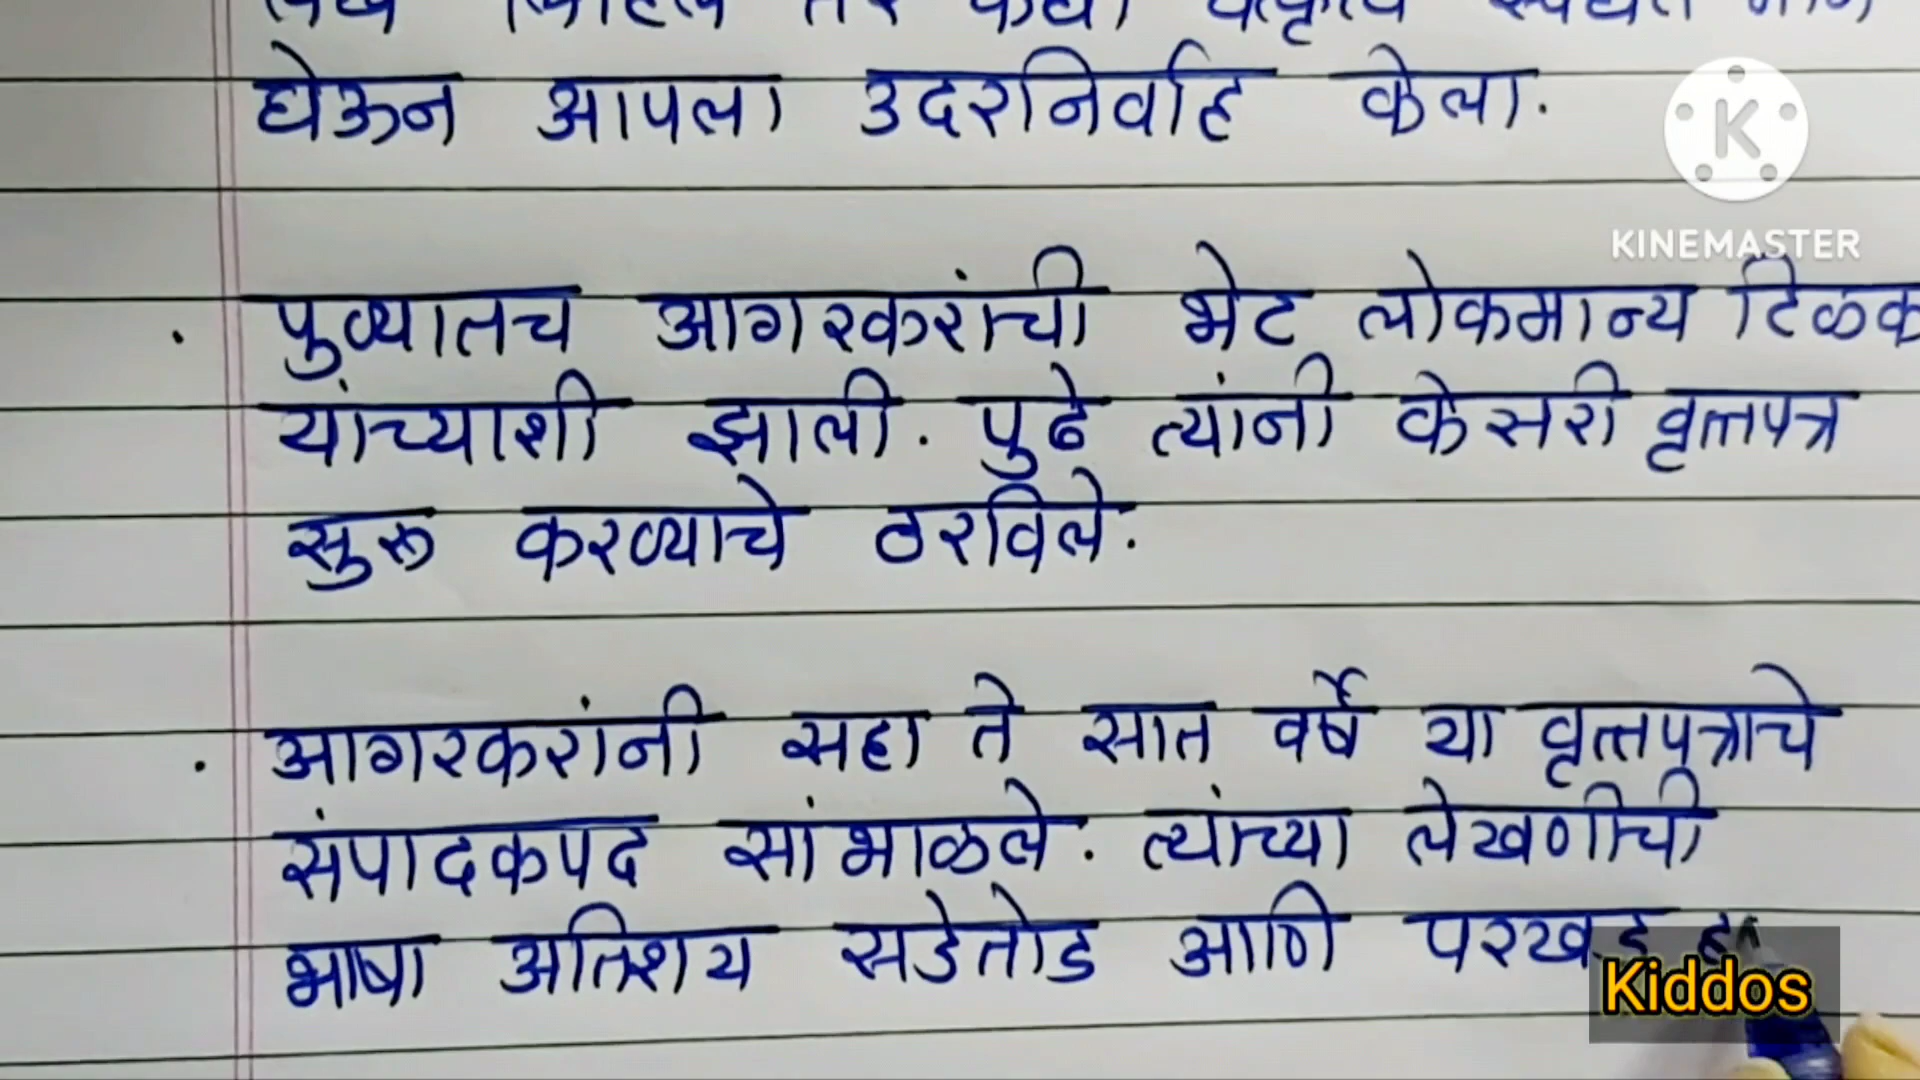 घेऊन आपला उदरनिर्वाह केला.
KINEMASTER
. पुण्यातच आगरकरांची भेट लोकमान्य टिळक
यांच्याशी झाली. पुढे त्यांनी केसरी वृत्तपत्र
सुरू करण्याचे ठरविले.
. आगरकरांनी सहा ते सात वर्षे या वृत्तपत्राचे
संपादकपद सांभाळले. त्यांच्या लेखणीची
भाषा अतिशय सडेतोड आणि परखड
Kiddos